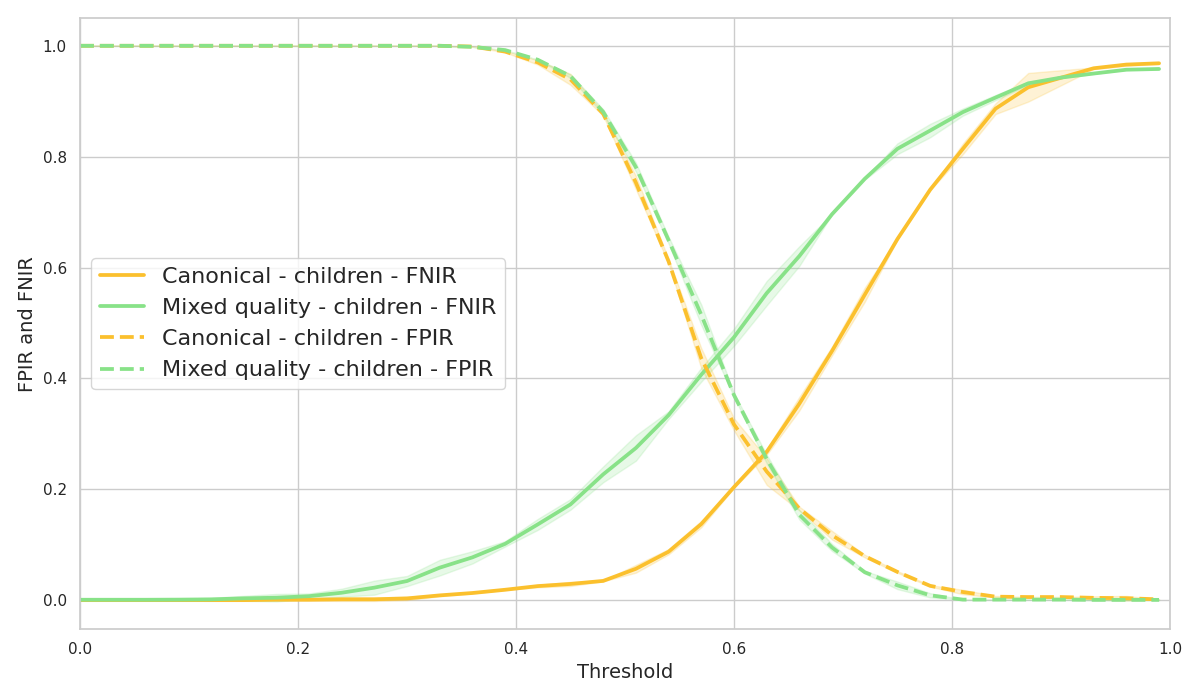 1.0
0.8
0.6
0.4
0.2
0.0
FPIR and FNIR
Canonical - children - FNIR
Mixed quality - children - FNIR
Canonical - children - FPIR
Mixed quality - children - FPIR
0.0 0.2 0.4 0.6 0.8 1.0
Threshold